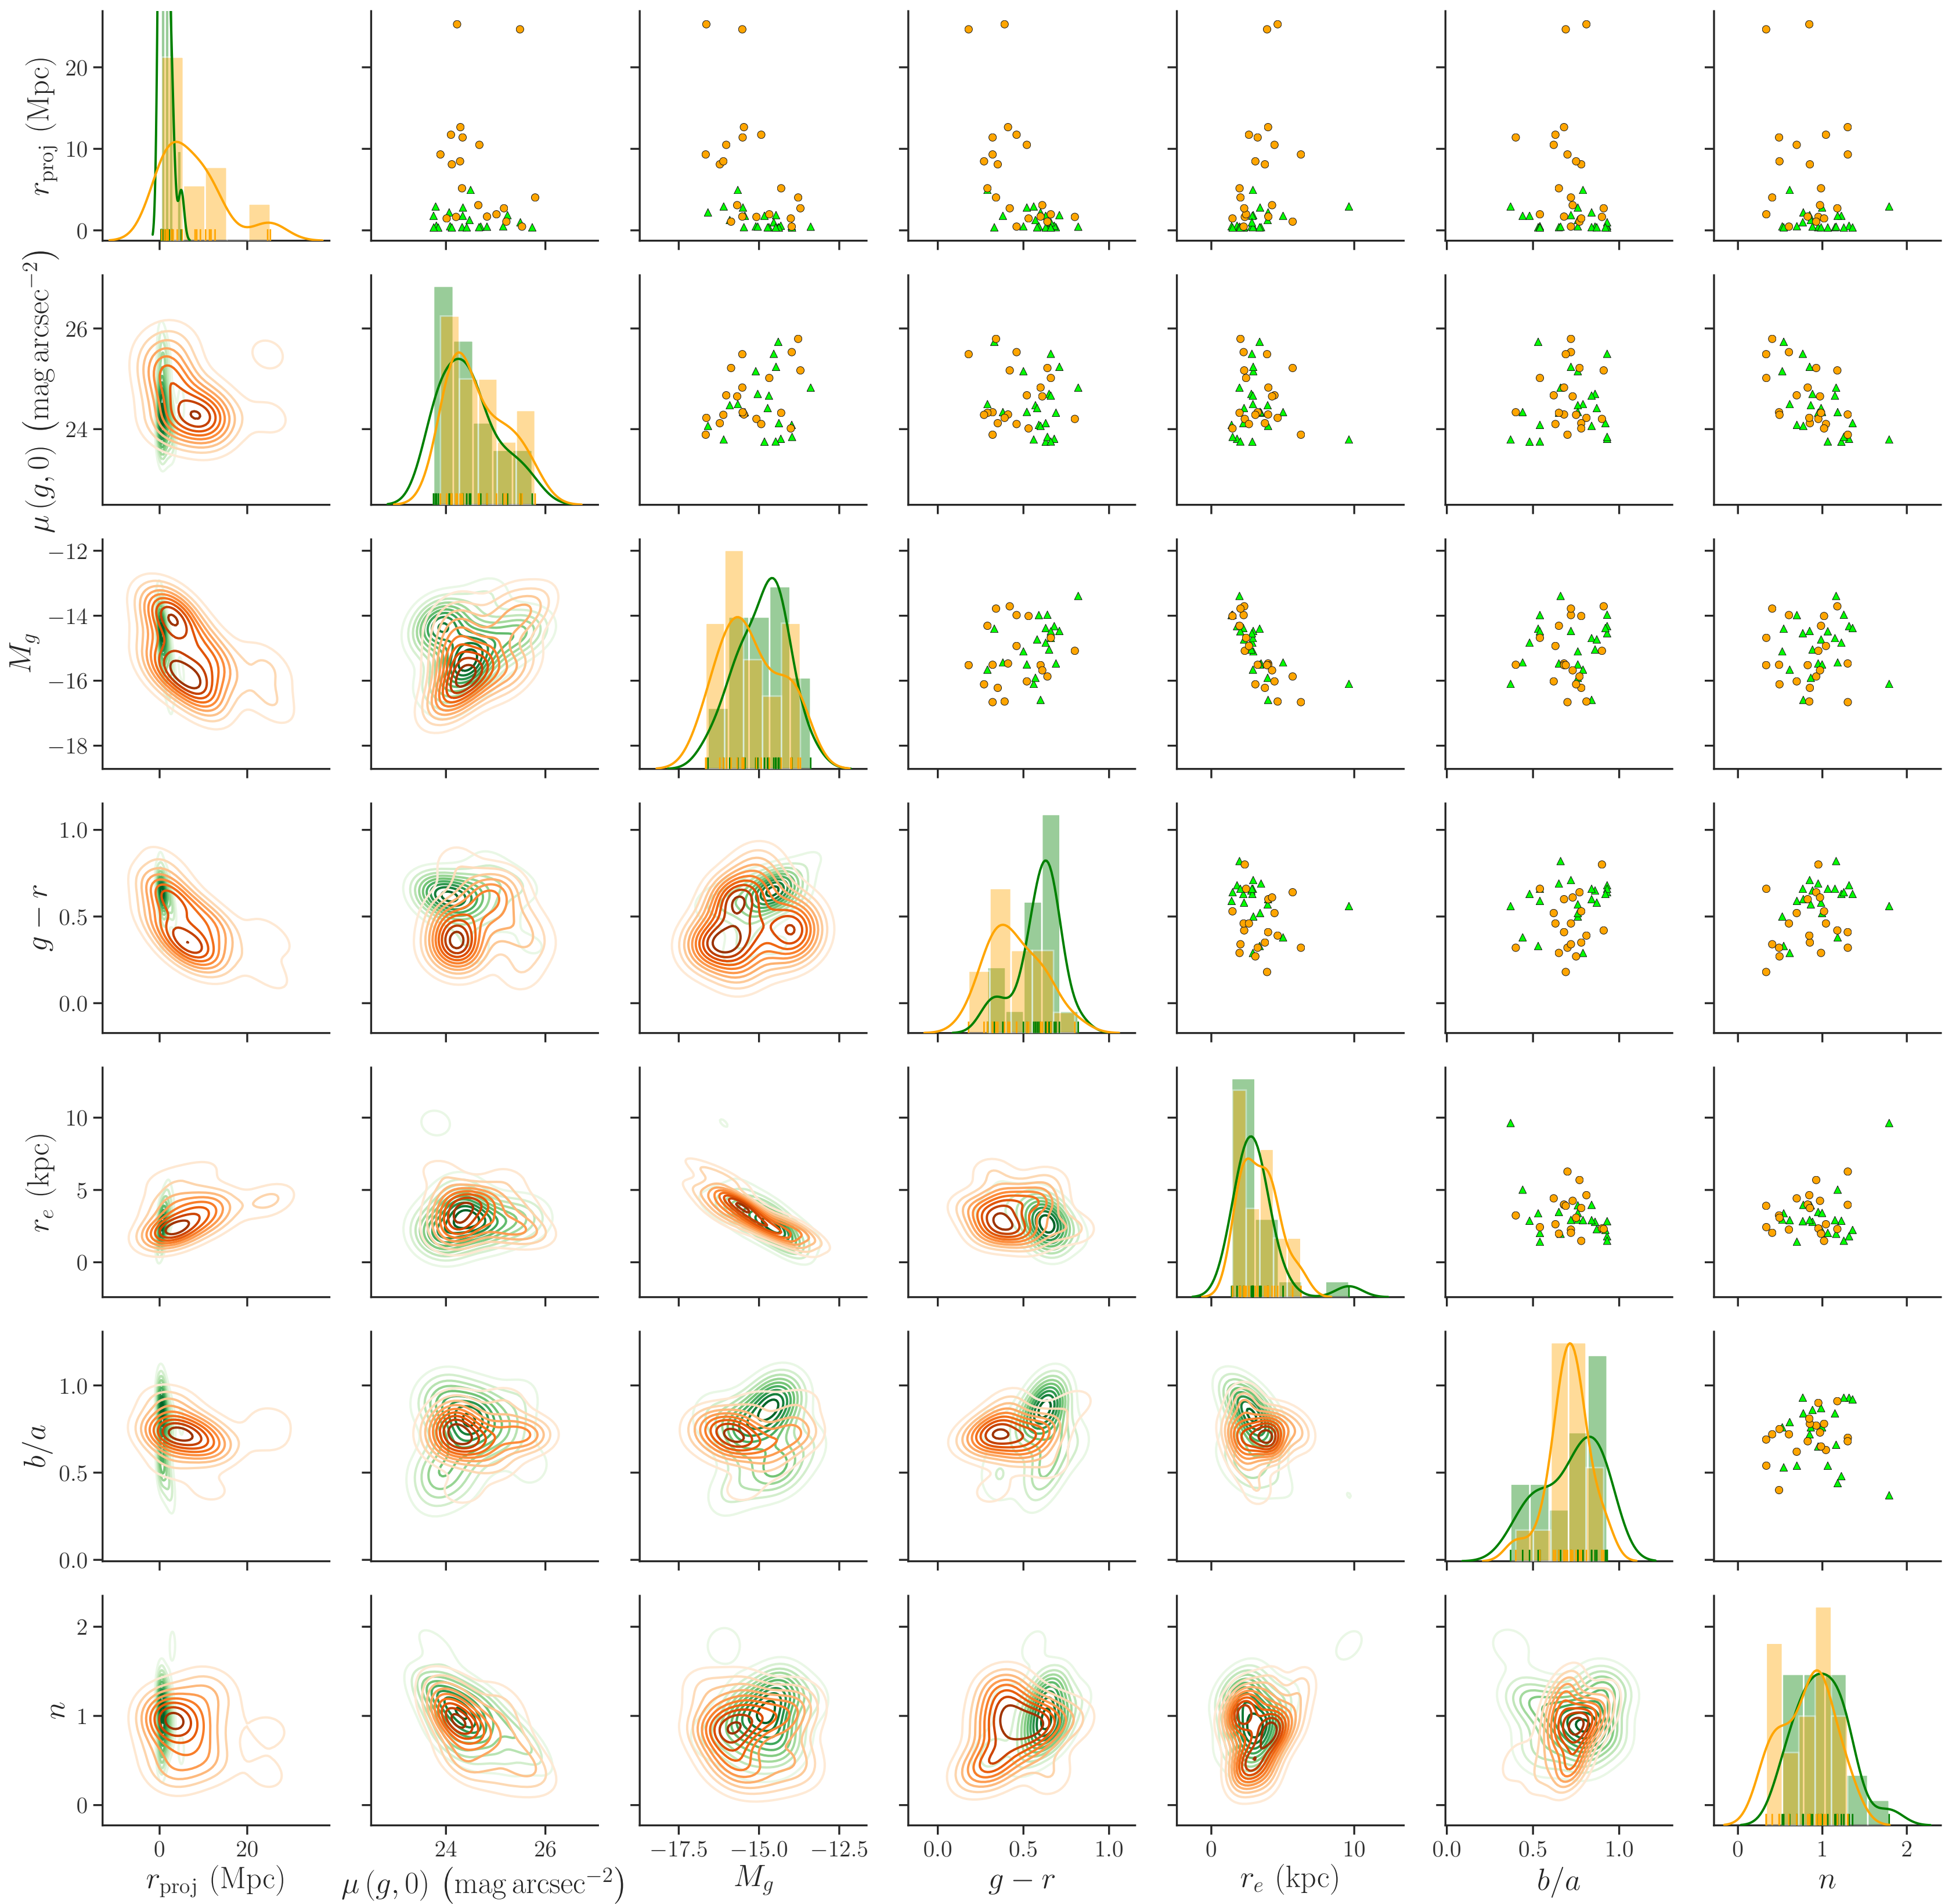 r_proj (Mpc)
20
10
0
μ(g,0) (mag arcsec⁻²)
26
24
M_g
−12
−14
−16
−18
g − r
1.0
0.5
0.0
r_e (kpc)
10
5
0
b/a
1.0
0.5
0.0
n
2
1
0
0 20 24 26 −17.5 −15.0 −12.5 0.0 0.5 1.0 0 10 0.0 0.5 1.0 0 1 2
r_proj (Mpc) μ(g,0) (mag arcsec⁻²) M_g g − r r_e (kpc) b/a n